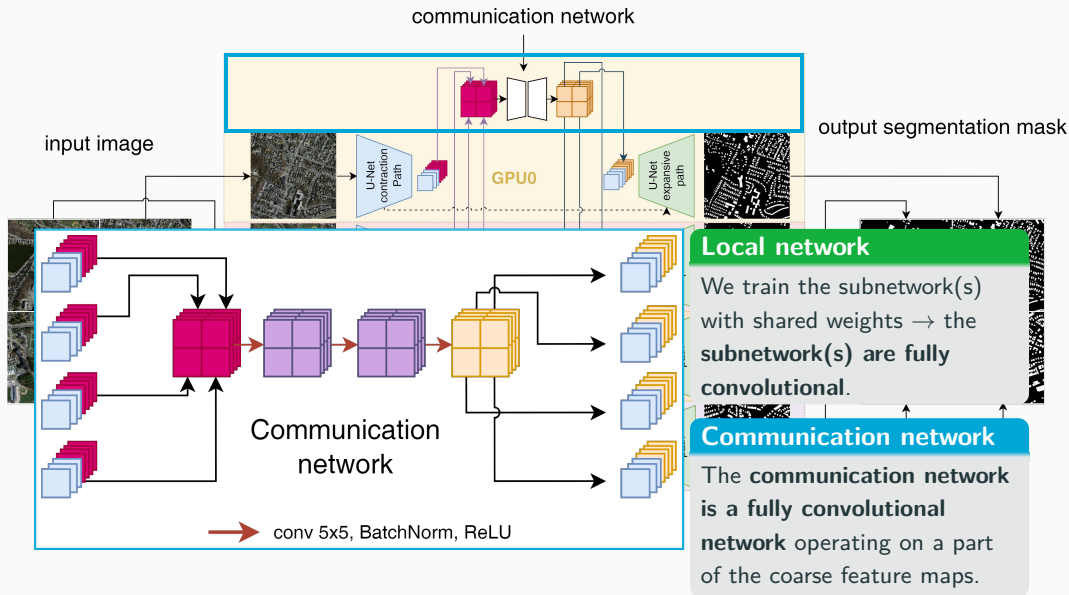 communication network
input image
output segmentation mask
U-Net
contraction
Path
GPU0
U-Net
expansive
path
Local network
We train the subnetwork(s)
with shared weights → the
subnetwork(s) are fully
convolutional.
Communication
network
conv 5x5, BatchNorm, ReLU
Communication network
The communication network
is a fully convolutional
network operating on a part
of the coarse feature maps.